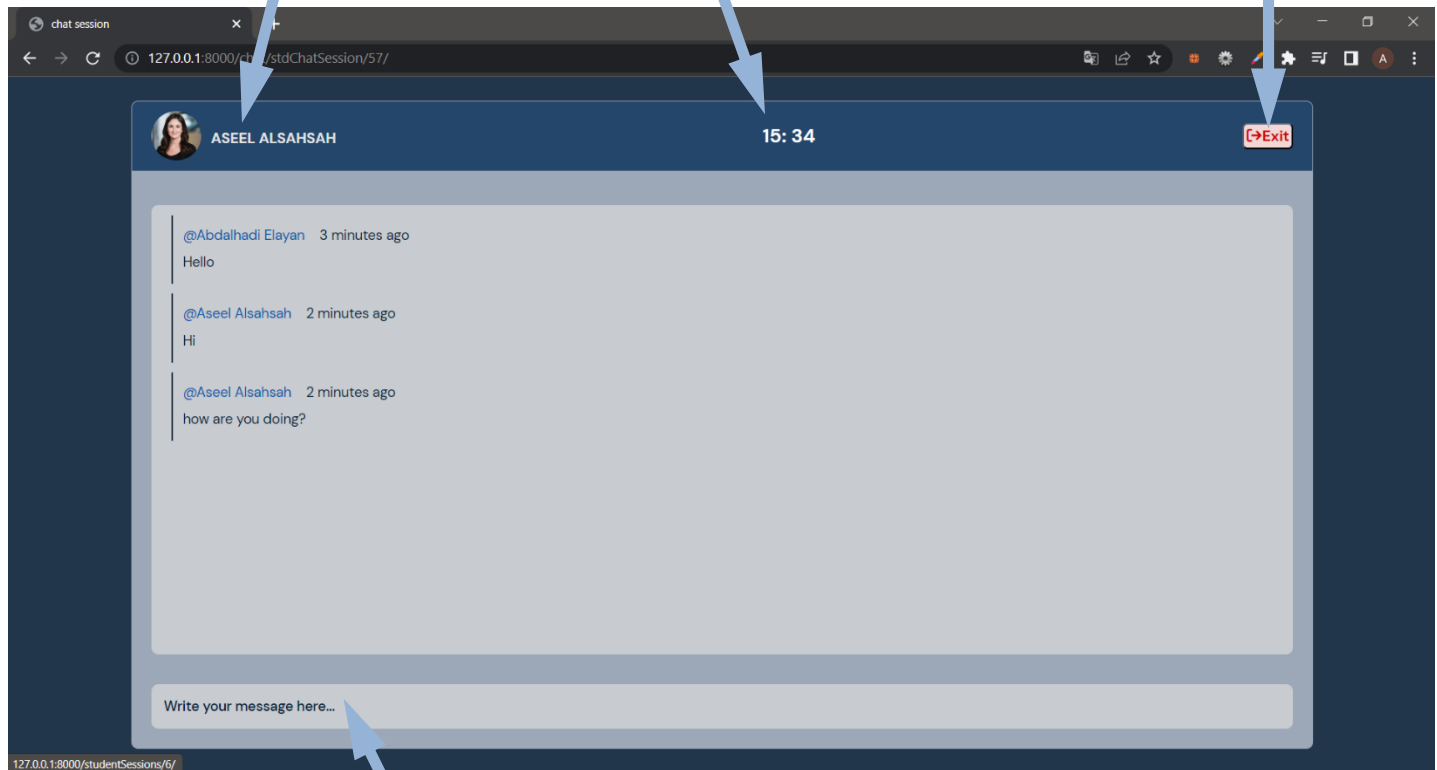 chat session
127.0.0.1:8000/chat/stdChatSession/57/
A
ASEEL ALSAHSAH
15: 34
Exit
@Abdalhadi Elayan 3 minutes ago
Hello
@Aseel Alsahsah 2 minutes ago
Hi
@Aseel Alsahsah 2 minutes ago
how are you doing?
Write your message here...
127.0.0.1:8000/studentSessions/6/